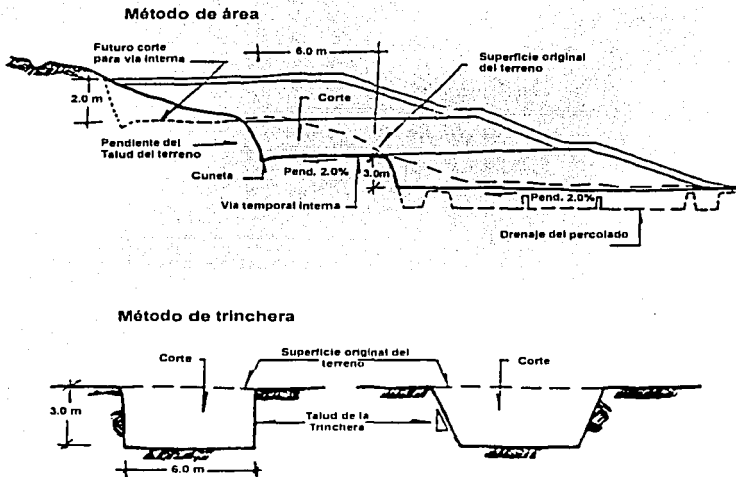 Método de área
Futuro corte
para vía interna
6.0 m
Superficie original
del terreno
2.0 m
Corte
Pendiente del
Talud del terreno
Cuneta
Pend. 2.0%
3.0m
Vía temporal interna
Pend. 2.0%
Drenaje del percolado
Método de trinchera
Corte
Superficie original del
terreno
Corte
3.0 m
Talud de la
Trinchera
6.0 m